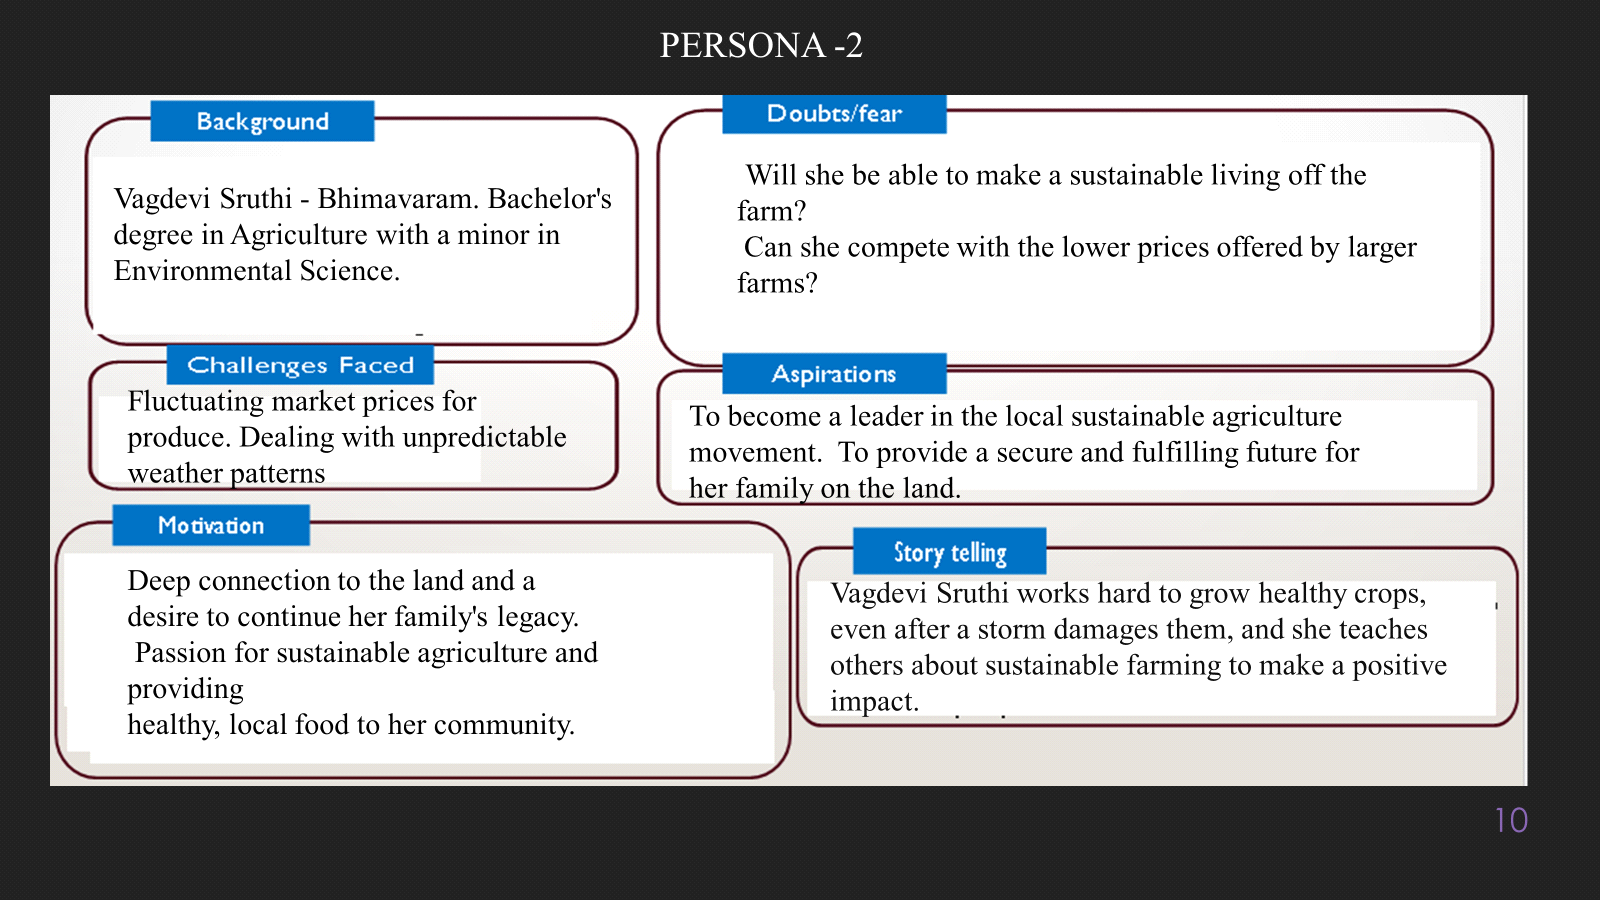 PERSONA -2
Background
Vagdevi Sruthi - Bhimavaram. Bachelor's
degree in Agriculture with a minor in
Environmental Science.
Doubts/fear
Will she be able to make a sustainable living off the
farm?
Can she compete with the lower prices offered by larger
farms?
Challenges Faced
Fluctuating market prices for
produce. Dealing with unpredictable
weather patterns
Aspirations
To become a leader in the local sustainable agriculture
movement.  To provide a secure and fulfilling future for
her family on the land.
Motivation
Deep connection to the land and a
desire to continue her family's legacy.
Passion for sustainable agriculture and
providing
healthy, local food to her community.
Story telling
Vagdevi Sruthi works hard to grow healthy crops,
even after a storm damages them, and she teaches
others about sustainable farming to make a positive
impact.
10